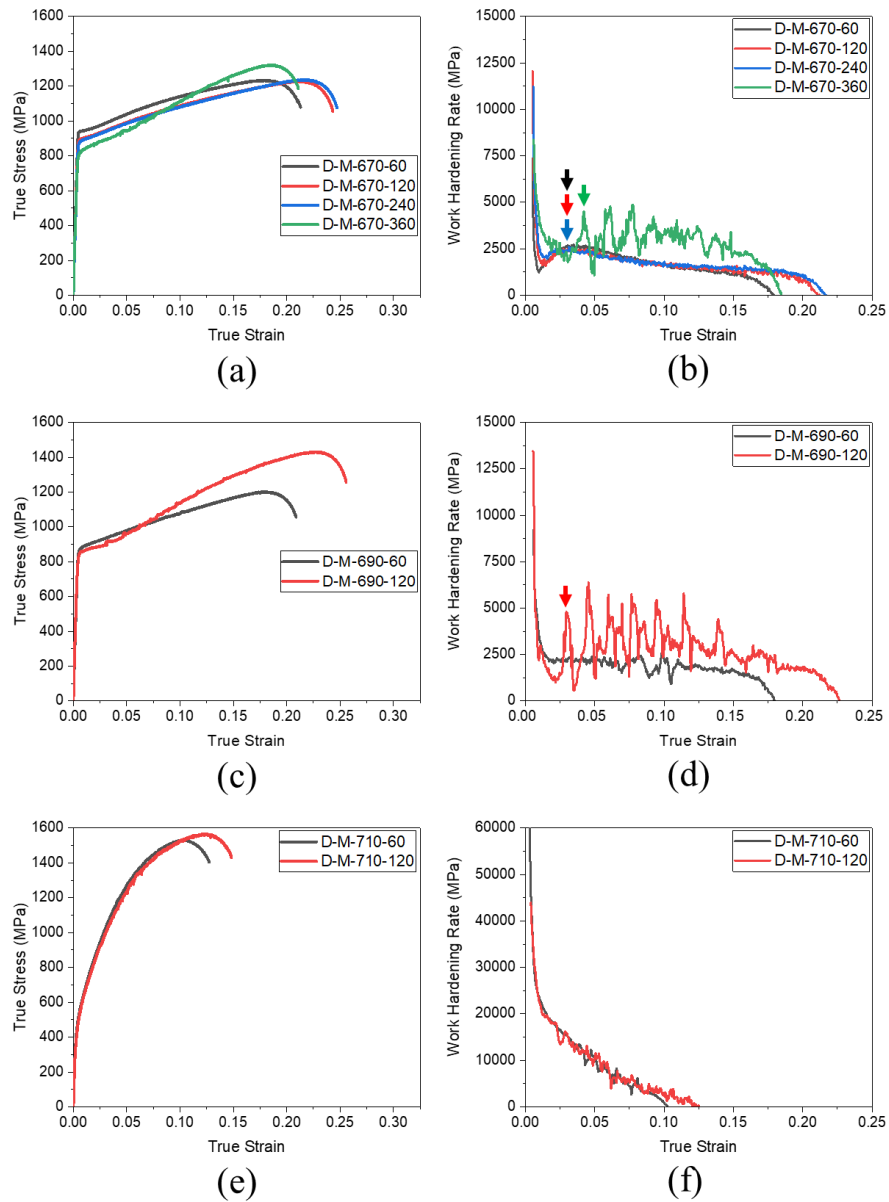 1600
1400
1200
1000
800
600
400
200
0
True Stress (MPa)
0.00 0.05 0.10 0.15 0.20 0.25 0.30
True Strain
D-M-670-60
D-M-670-120
D-M-670-240
D-M-670-360
(a)
15000
12500
10000
7500
5000
2500
0
Work Hardening Rate (MPa)
0.00 0.05 0.10 0.15 0.20 0.25
True Strain
D-M-670-60
D-M-670-120
D-M-670-240
D-M-670-360
(b)
1600
1400
1200
1000
800
600
400
200
0
True Stress (MPa)
0.00 0.05 0.10 0.15 0.20 0.25 0.30
True Strain
D-M-690-60
D-M-690-120
(c)
15000
12500
10000
7500
5000
2500
0
Work Hardening Rate (MPa)
0.00 0.05 0.10 0.15 0.20 0.25
True Strain
D-M-690-60
D-M-690-120
(d)
1600
1400
1200
1000
800
600
400
200
0
True Stress (MPa)
0.00 0.05 0.10 0.15 0.20 0.25 0.30
True Strain
D-M-710-60
D-M-710-120
(e)
60000
50000
40000
30000
20000
10000
0
Work Hardening Rate (MPa)
0.00 0.05 0.10 0.15 0.20 0.25
True Strain
D-M-710-60
D-M-710-120
(f)